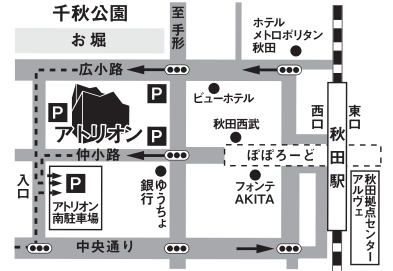 千秋公園
お堀
至手形
ホテル
メトロポリタン
秋田
広小路
P
P
ビューホテル
アトリオン
P
秋田西武
西口
東口
秋田駅
仲小路
ぽぽろーど
入口
P
アトリオン
南駐車場
ゆうちょ
銀行
フォンテ
AKITA
秋田拠点センター
アルヴェ
中央通り